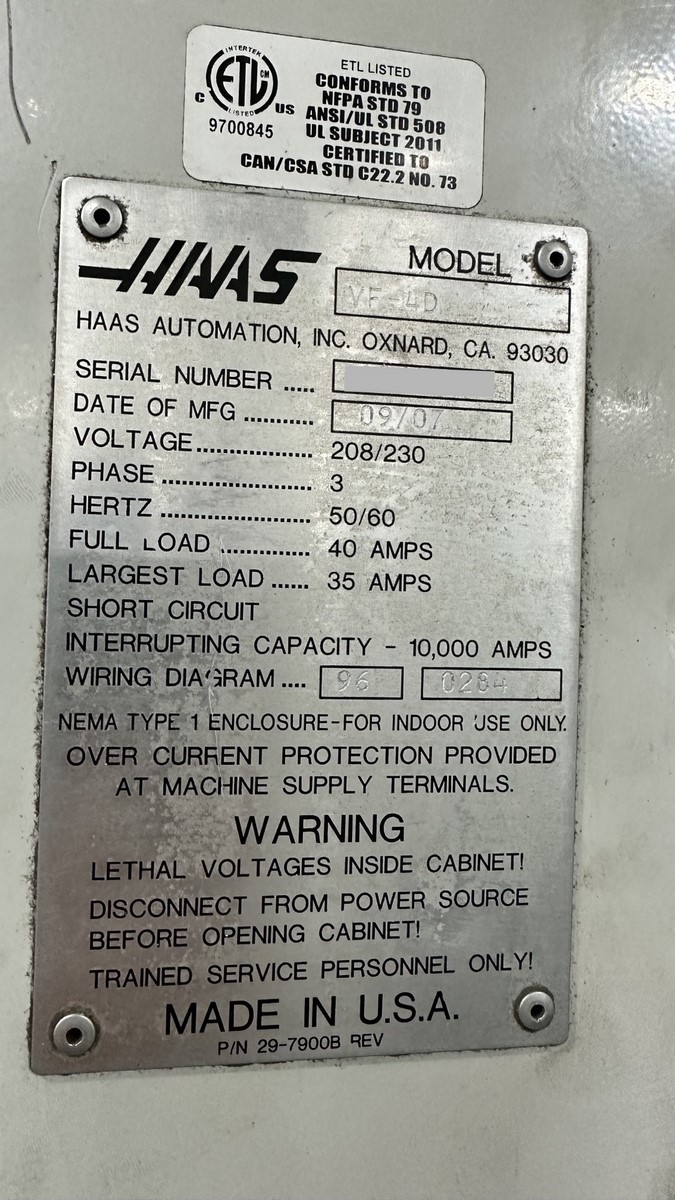 INTERTEK
ETL CM
LISTED
C US
9700845
ETL LISTED
CONFORMS TO
NFPA STD 79
ANSI/UL STD 508
UL SUBJECT 2011
CERTIFIED TO
CAN/CSA STD C22.2 NO. 73
HAAS
MODEL VF-4D
HAAS AUTOMATION, INC. OXNARD, CA. 93030
SERIAL NUMBER .....
DATE OF MFG ........... 09/07
VOLTAGE .................. 208/230
PHASE ....................... 3
HERTZ ....................... 50/60
FULL LOAD .............. 40 AMPS
LARGEST LOAD ...... 35 AMPS
SHORT CIRCUIT
INTERRUPTING CAPACITY - 10,000 AMPS
WIRING DIAGRAM .... 96 0284
NEMA TYPE 1 ENCLOSURE-FOR INDOOR USE ONLY.
OVER CURRENT PROTECTION PROVIDED
AT MACHINE SUPPLY TERMINALS.
WARNING
LETHAL VOLTAGES INSIDE CABINET!
DISCONNECT FROM POWER SOURCE
BEFORE OPENING CABINET!
TRAINED SERVICE PERSONNEL ONLY!
MADE IN U.S.A.
P/N 29-7900B REV